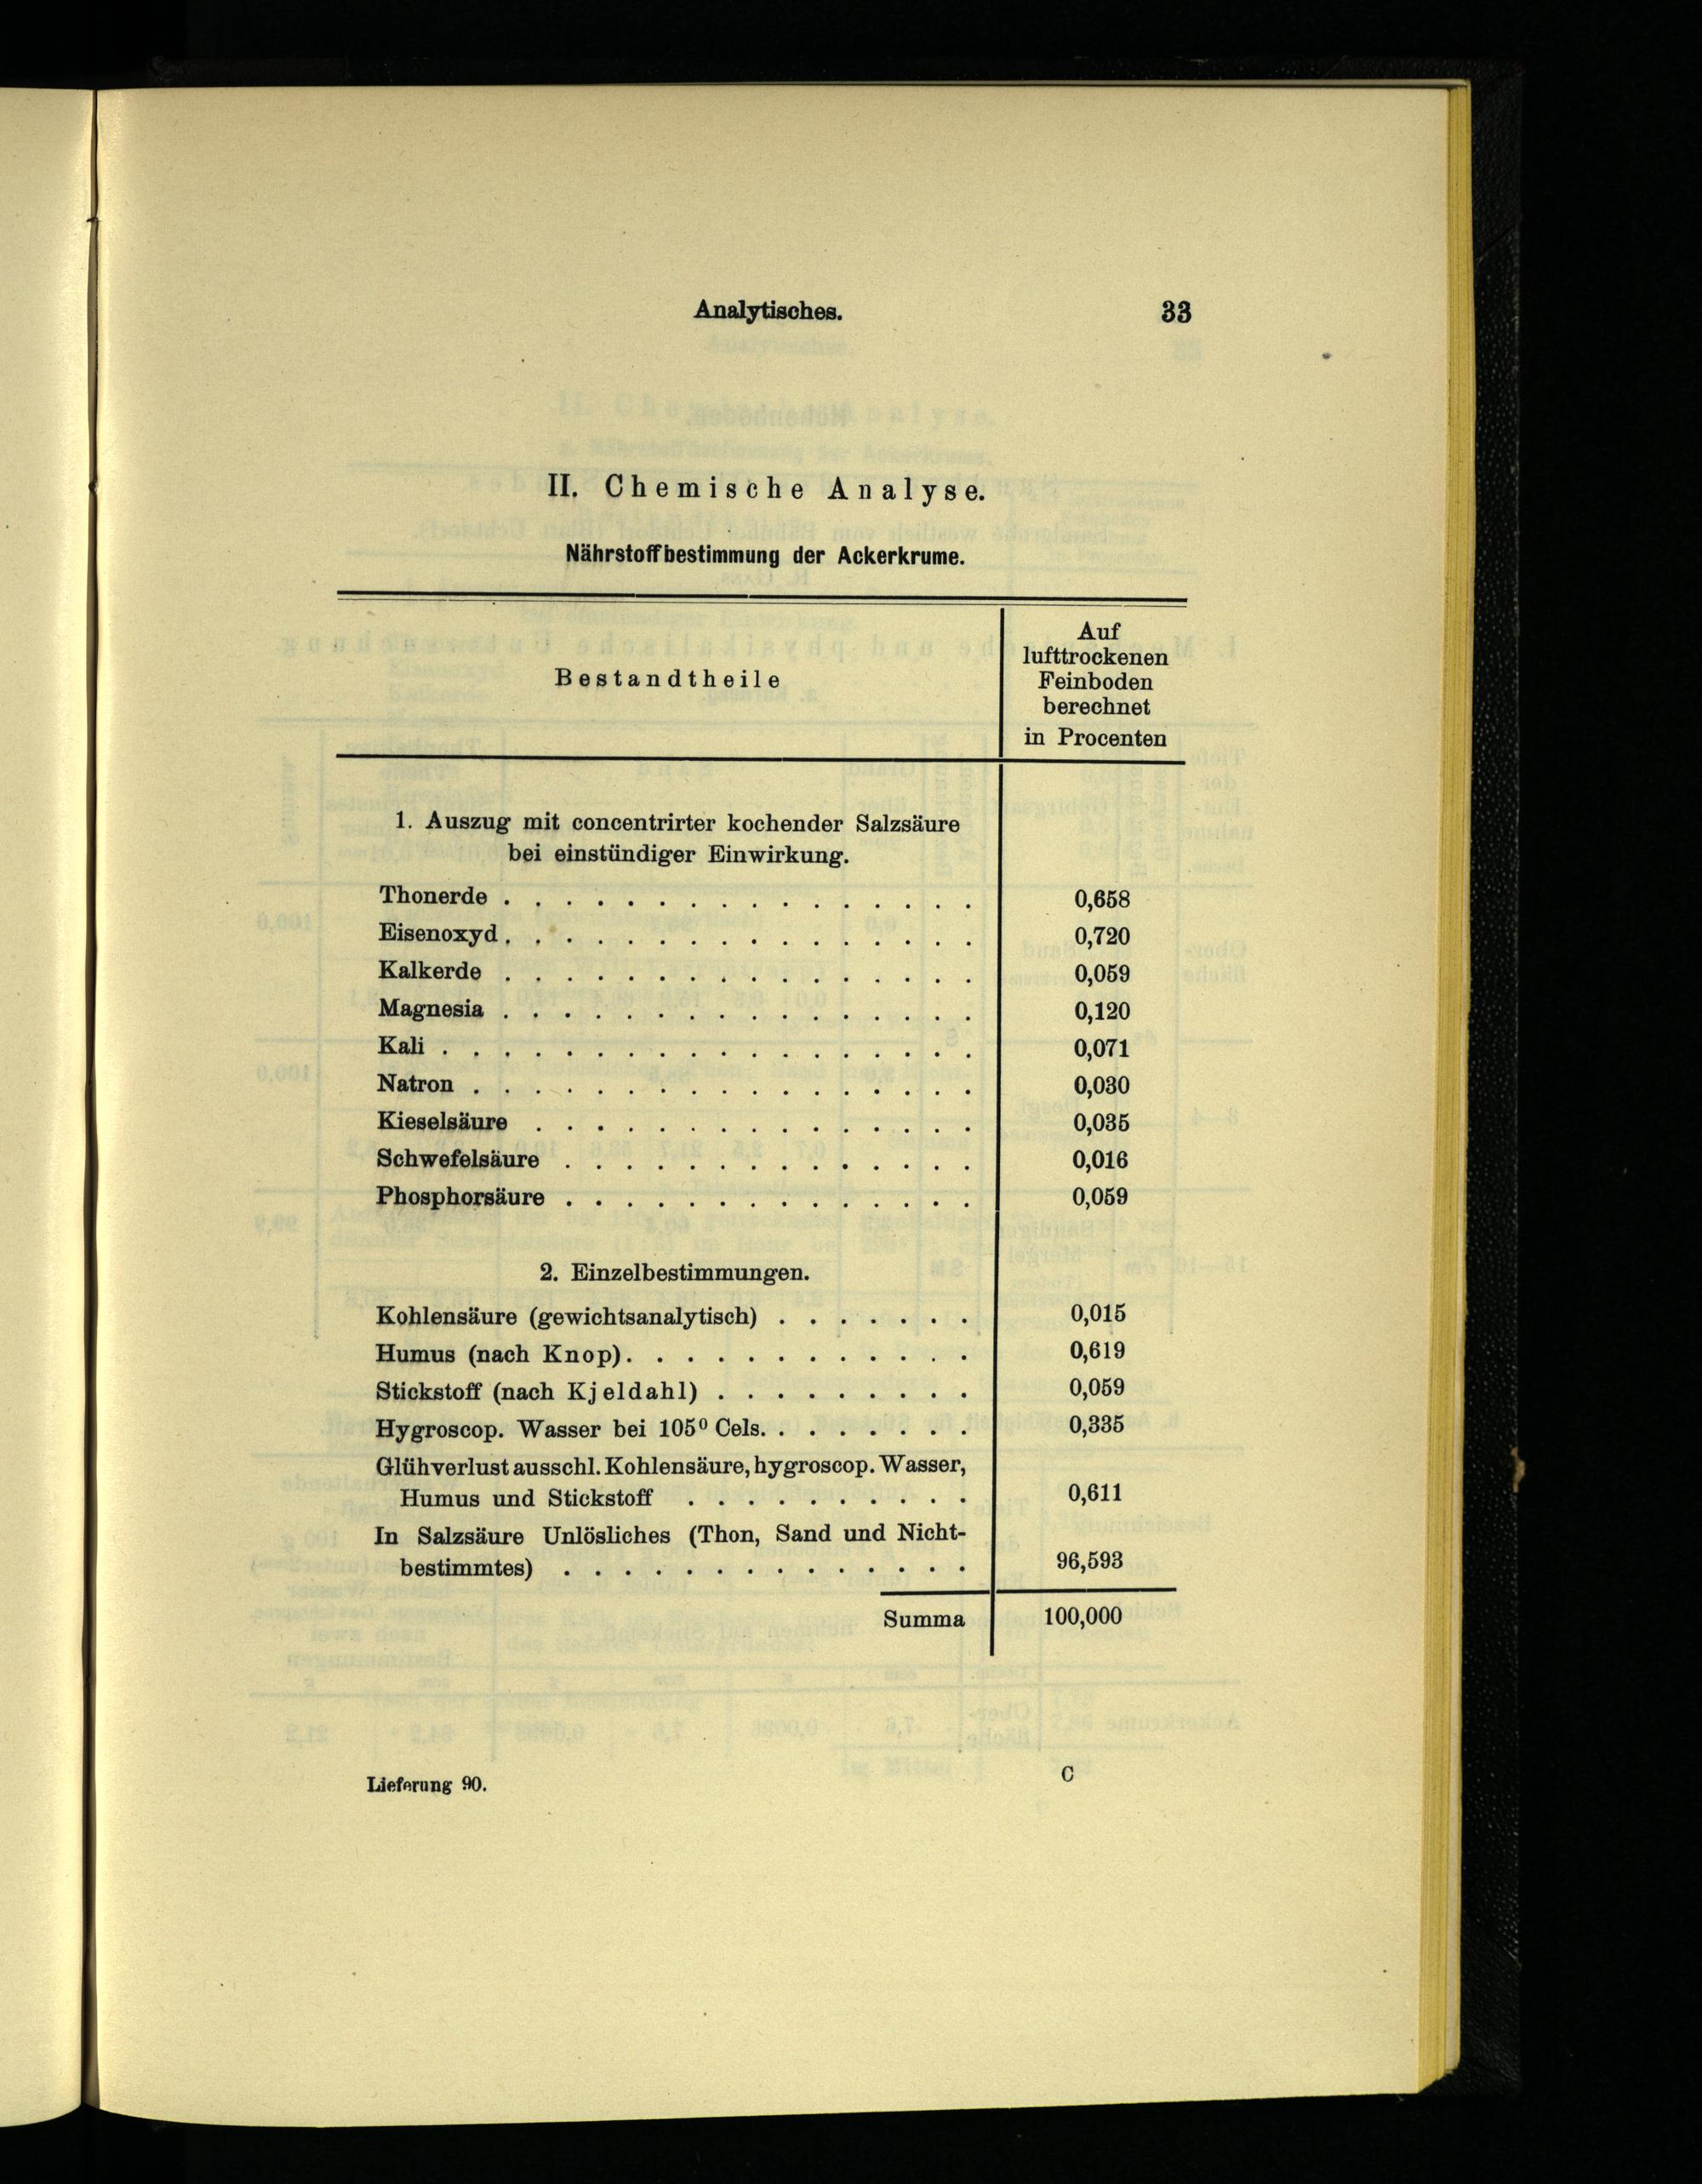 Analytisches. 33
II. Chemische Analyse.
Nährstoffbestimmung der Ackerkrume.
Bestandtheile
Auf
lufttrockenen
Feinboden
berechnet
in Procenten
1. Auszug mit concentrirter kochender Salzsäure
bei einstündiger Einwirkung.
Thonerde . . . . . . . . . . . . . . . . 0,658
Eisenoxyd . . . . . . . . . . . . . . . . 0,720
Kalkerde . . . . . . . . . . . . . . . . 0,059
Magnesia . . . . . . . . . . . . . . . . 0,120
Kali . . . . . . . . . . . . . . . . . . 0,071
Natron . . . . . . . . . . . . . . . . . 0,030
Kieselsäure . . . . . . . . . . . . . . . 0,035
Schwefelsäure . . . . . . . . . . . . . . 0,016
Phosphorsäure . . . . . . . . . . . . . . 0,059
2. Einzelbestimmungen.
Kohlensäure (gewichtsanalytisch) . . . . . . . 0,015
Humus (nach Knop) . . . . . . . . . . . . 0,619
Stickstoff (nach Kjeldahl) . . . . . . . . . 0,059
Hygroscop. Wasser bei 105⁰ Cels. . . . . . . . 0,335
Glühverlust ausschl. Kohlensäure, hygroscop. Wasser,
Humus und Stickstoff . . . . . . . . . . 0,611
In Salzsäure Unlösliches (Thon, Sand und Nicht-
bestimmtes) . . . . . . . . . . . . . . 96,593
Summa 100,000
Lieferung 90. C